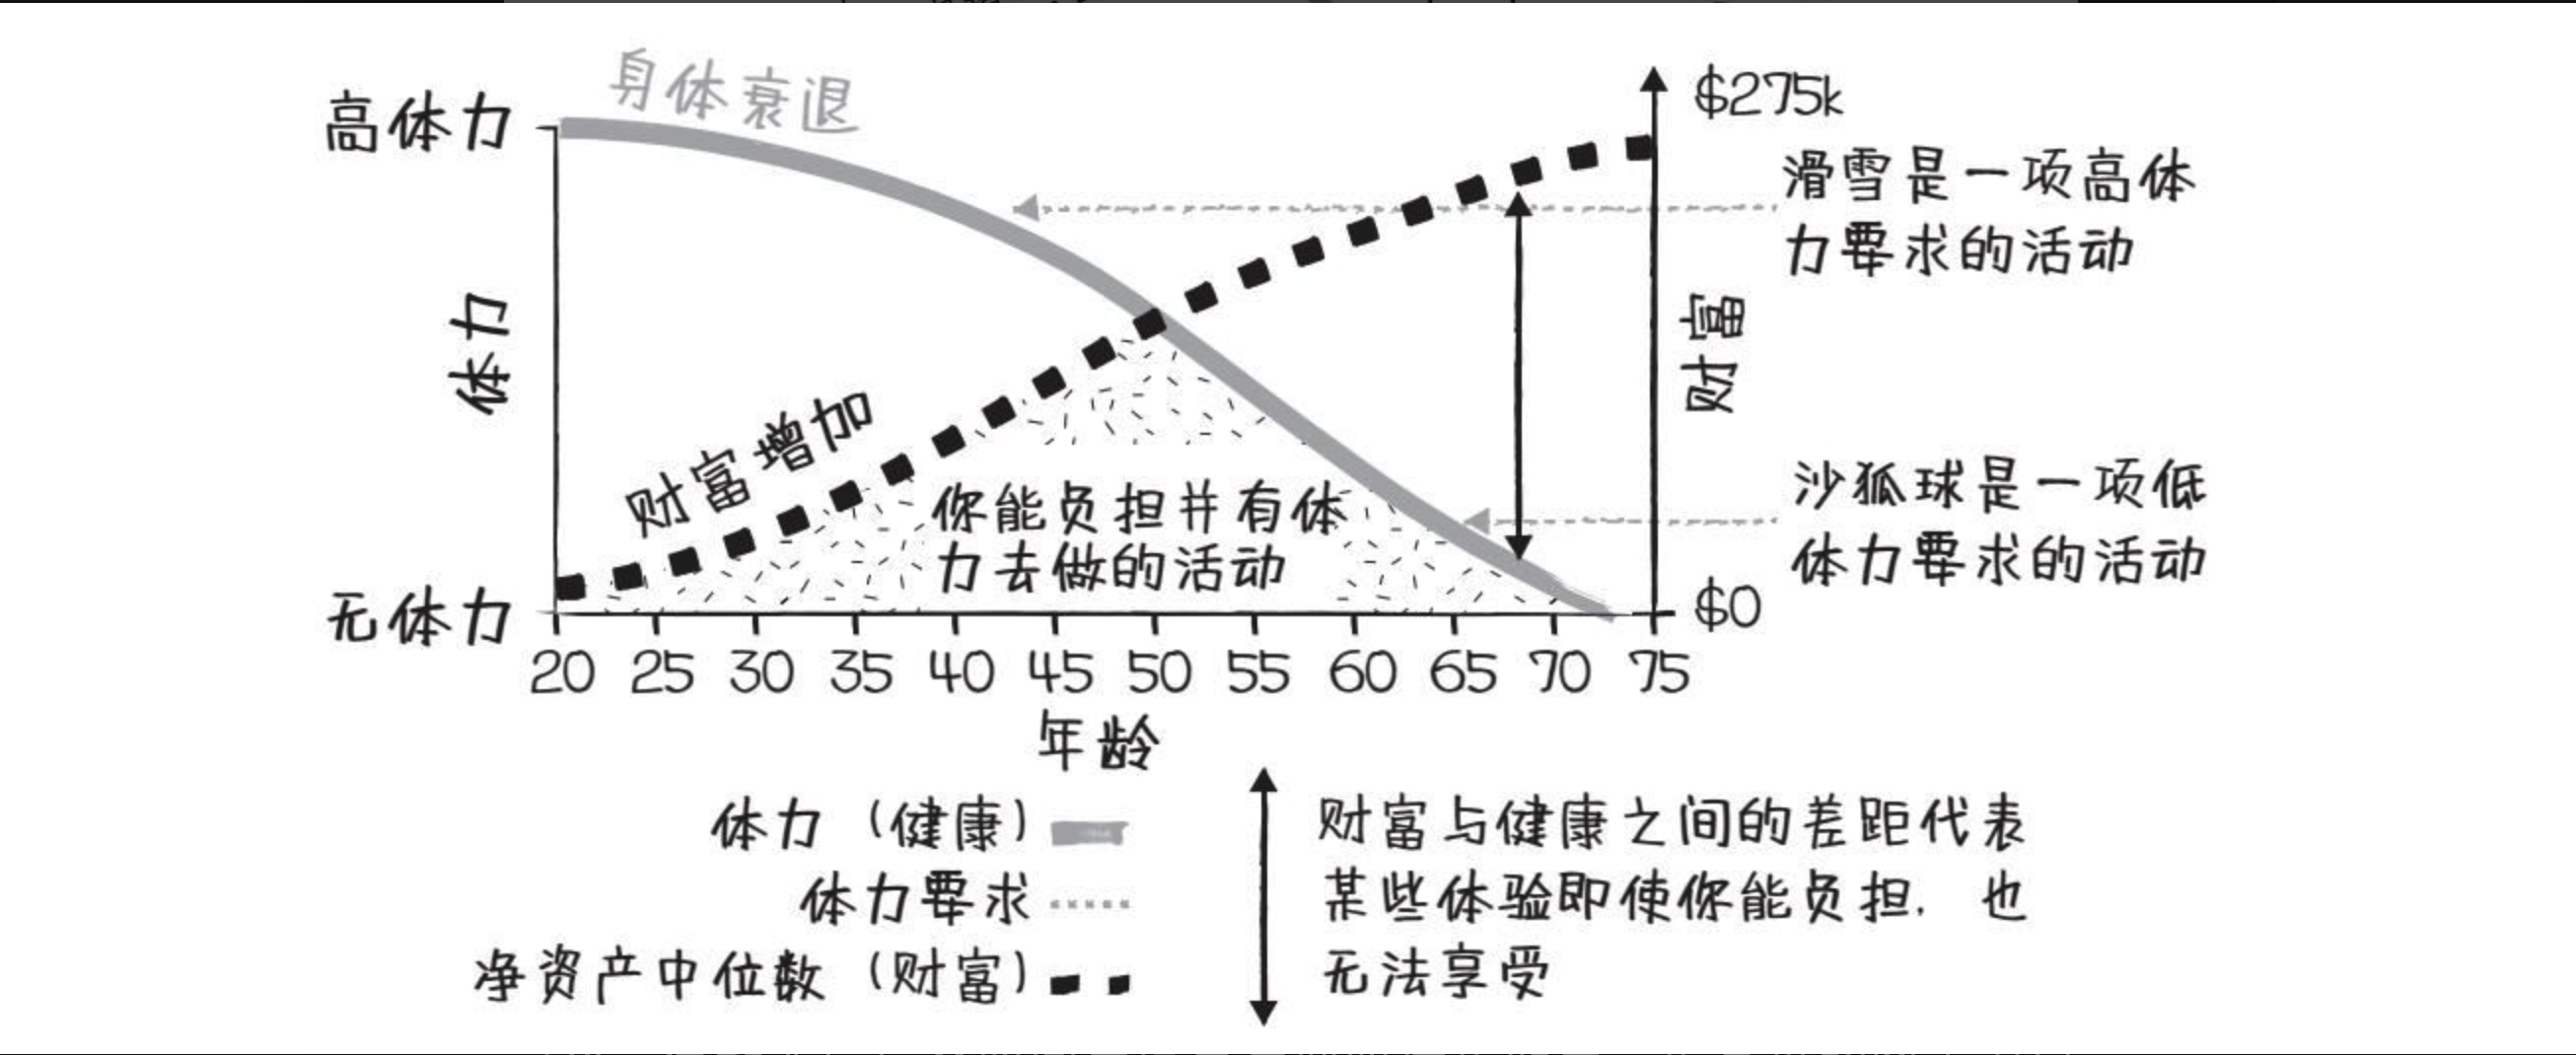 身体衰退
高体力
$275k
滑雪是一项高体
力要求的活动
体力
财富
财富增加
你能负担并有体
力去做的活动
沙狐球是一项低
体力要求的活动
无体力
$0
20 25 30 35 40 45 50 55 60 65 70 75
年龄
体力（健康）
体力要求
净资产中位数（财富）
财富与健康之间的差距代表
某些体验即使你能负担，也
无法享受